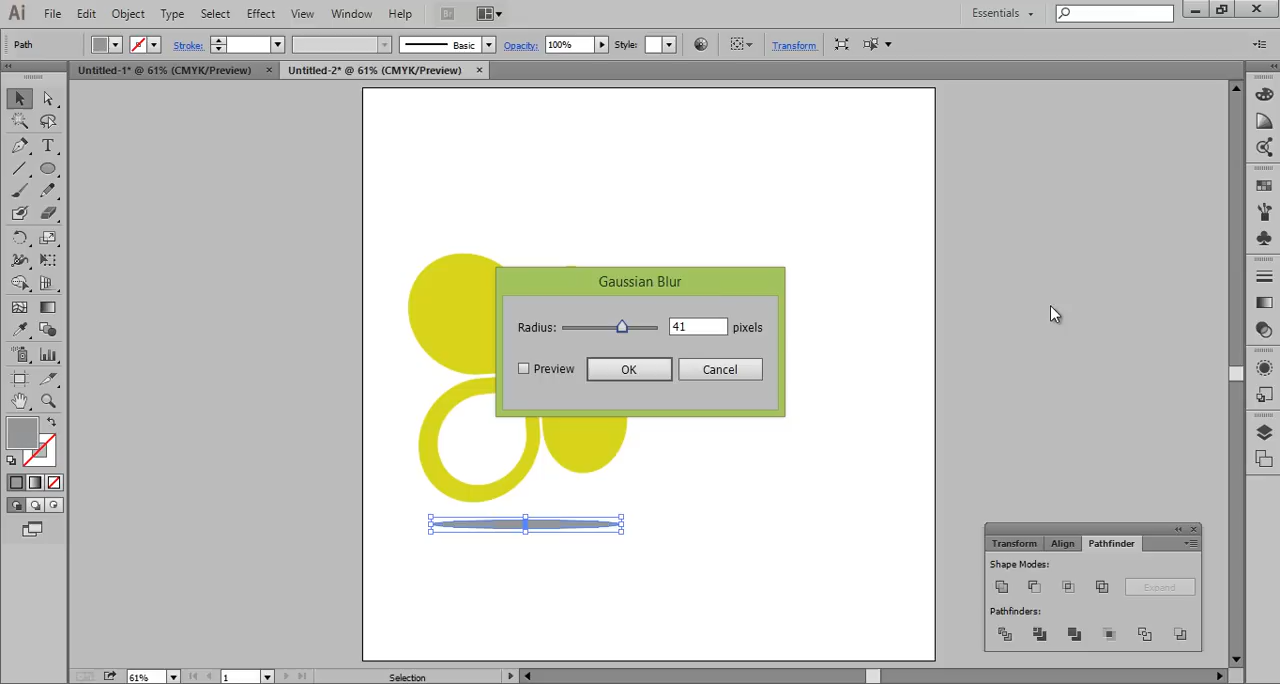 Ai File Edit Object Type Select Effect View Window Help Br Essentials
Path Stroke: Basic Opacity: 100% Style: Transform
Untitled-1* @ 61% (CMYK/Preview) × Untitled-2* @ 61% (CMYK/Preview) ×
Gaussian Blur
Radius: 41 pixels
Preview OK Cancel
Transform Align Pathfinder
Shape Modes:
Expand
Pathfinders:
61% 1 Selection